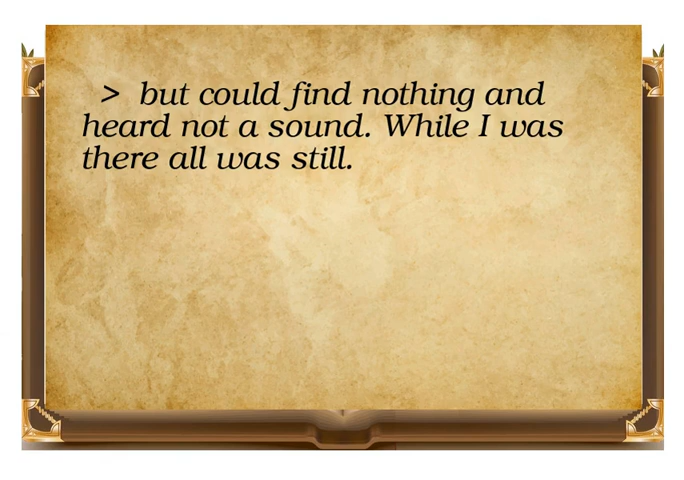 > but could find nothing and
heard not a sound. While I was
there all was still.